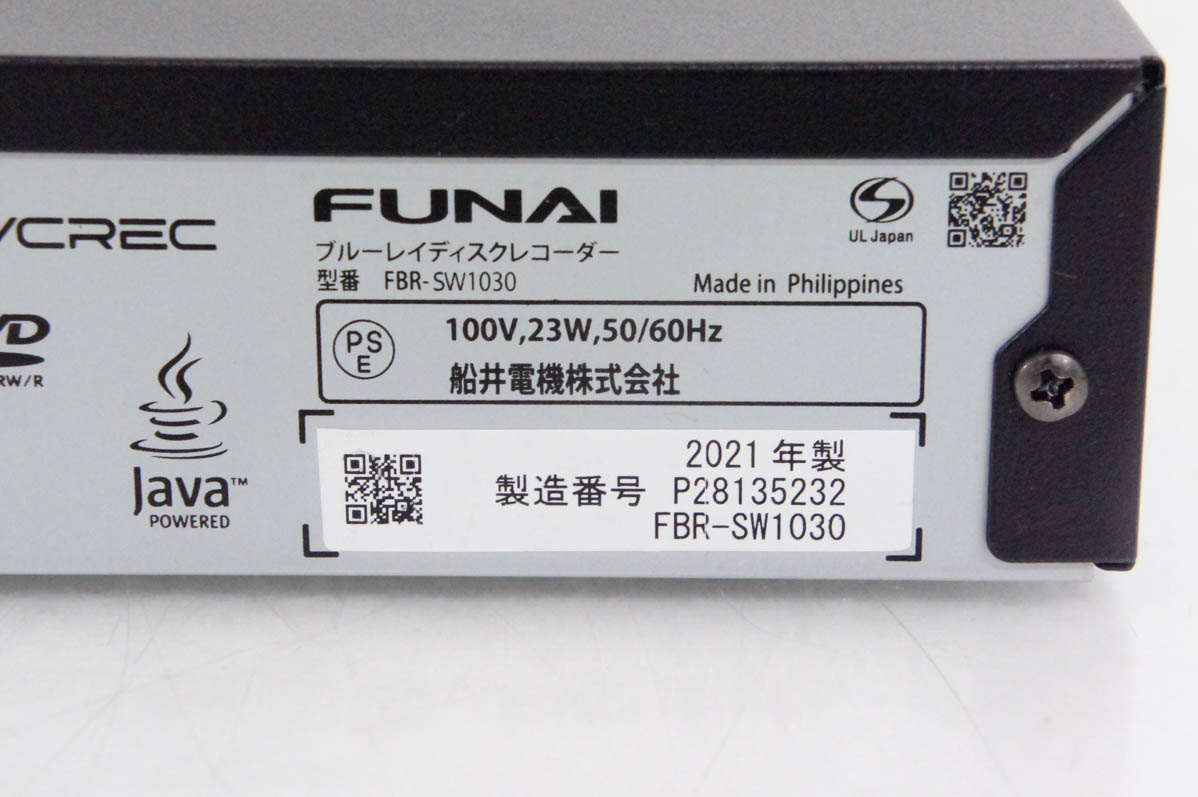 FUNAI
ブルーレイディスクレコーダー
型番 FBR-SW1030
Made in Philippines
UL Japan
PS
E
100V,23W,50/60Hz
船井電機株式会社
2021 年製
製造番号 P28135232
FBR-SW1030
RW/R
Java™
POWERED